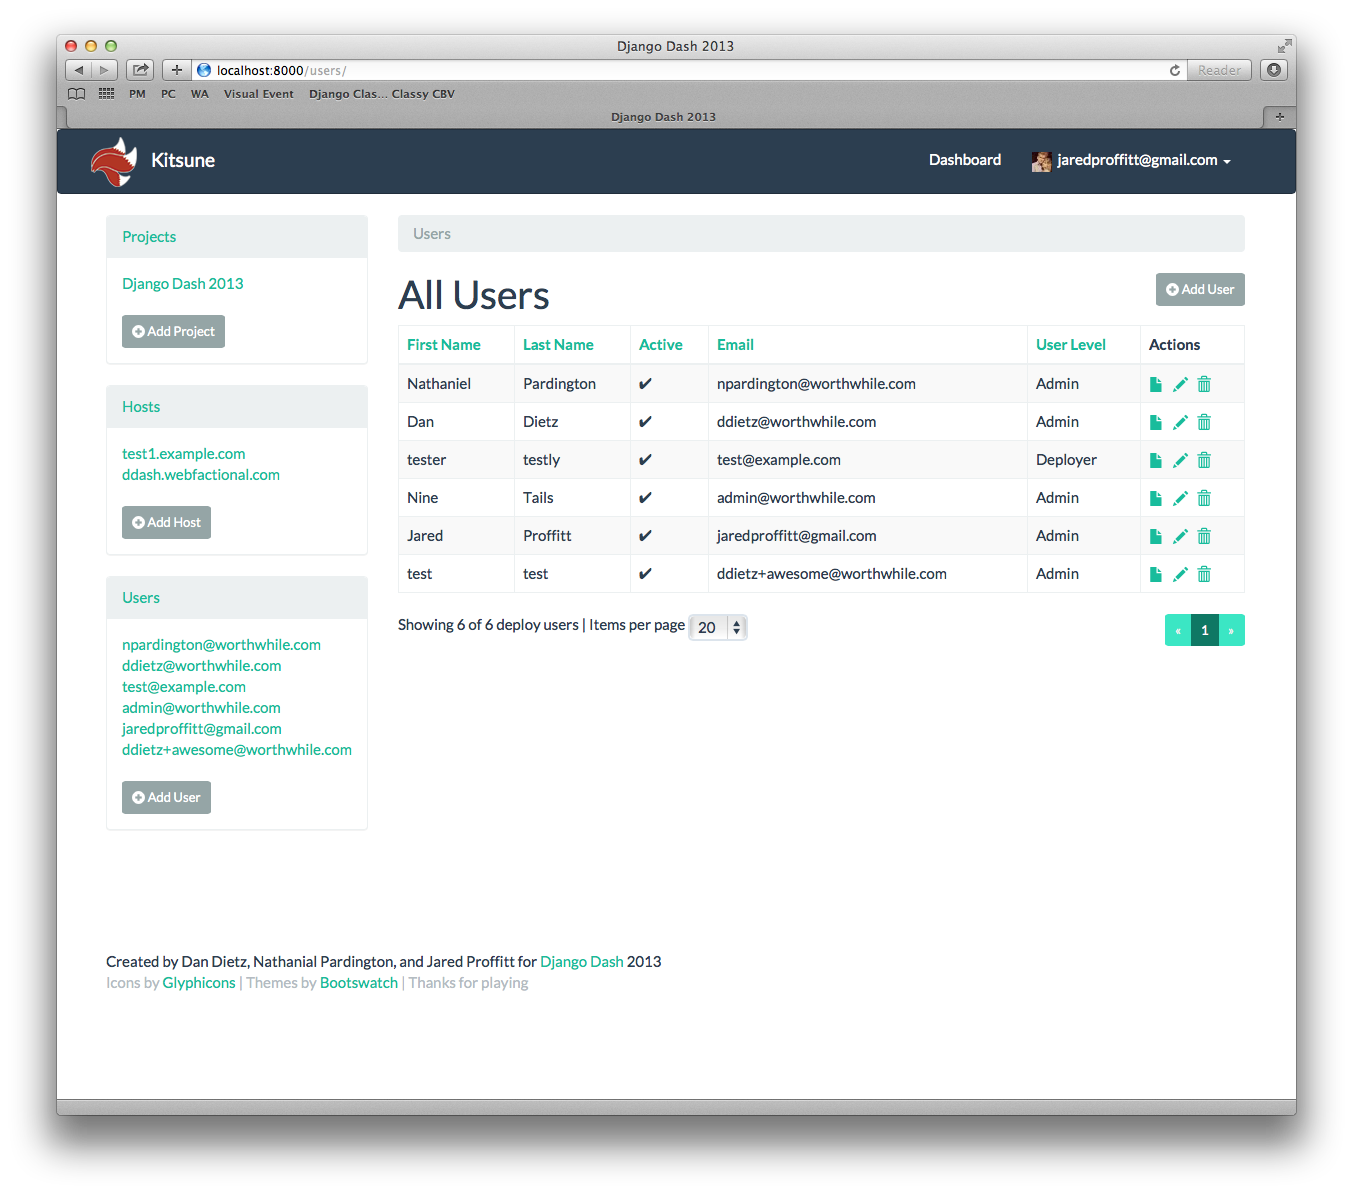 Django Dash 2013
localhost:8000/users/
Reader
PM PC WA Visual Event Django Clas... Classy CBV
Django Dash 2013
Kitsune
Dashboard jaredproffitt@gmail.com
Projects
Django Dash 2013
Add Project
Hosts
test1.example.com
ddash.webfactional.com
Add Host
Users
npardington@worthwhile.com
ddietz@worthwhile.com
test@example.com
admin@worthwhile.com
jaredproffitt@gmail.com
ddietz+awesome@worthwhile.com
Add User
Users
All Users
Add User
First Name Last Name Active Email User Level Actions
Nathaniel Pardington ✔ npardington@worthwhile.com Admin
Dan Dietz ✔ ddietz@worthwhile.com Admin
tester testly ✔ test@example.com Deployer
Nine Tails ✔ admin@worthwhile.com Admin
Jared Proffitt ✔ jaredproffitt@gmail.com Admin
test test ✔ ddietz+awesome@worthwhile.com Admin
Showing 6 of 6 deploy users | Items per page 20
« 1 »
Created by Dan Dietz, Nathanial Pardington, and Jared Proffitt for Django Dash 2013
Icons by Glyphicons | Themes by Bootswatch | Thanks for playing